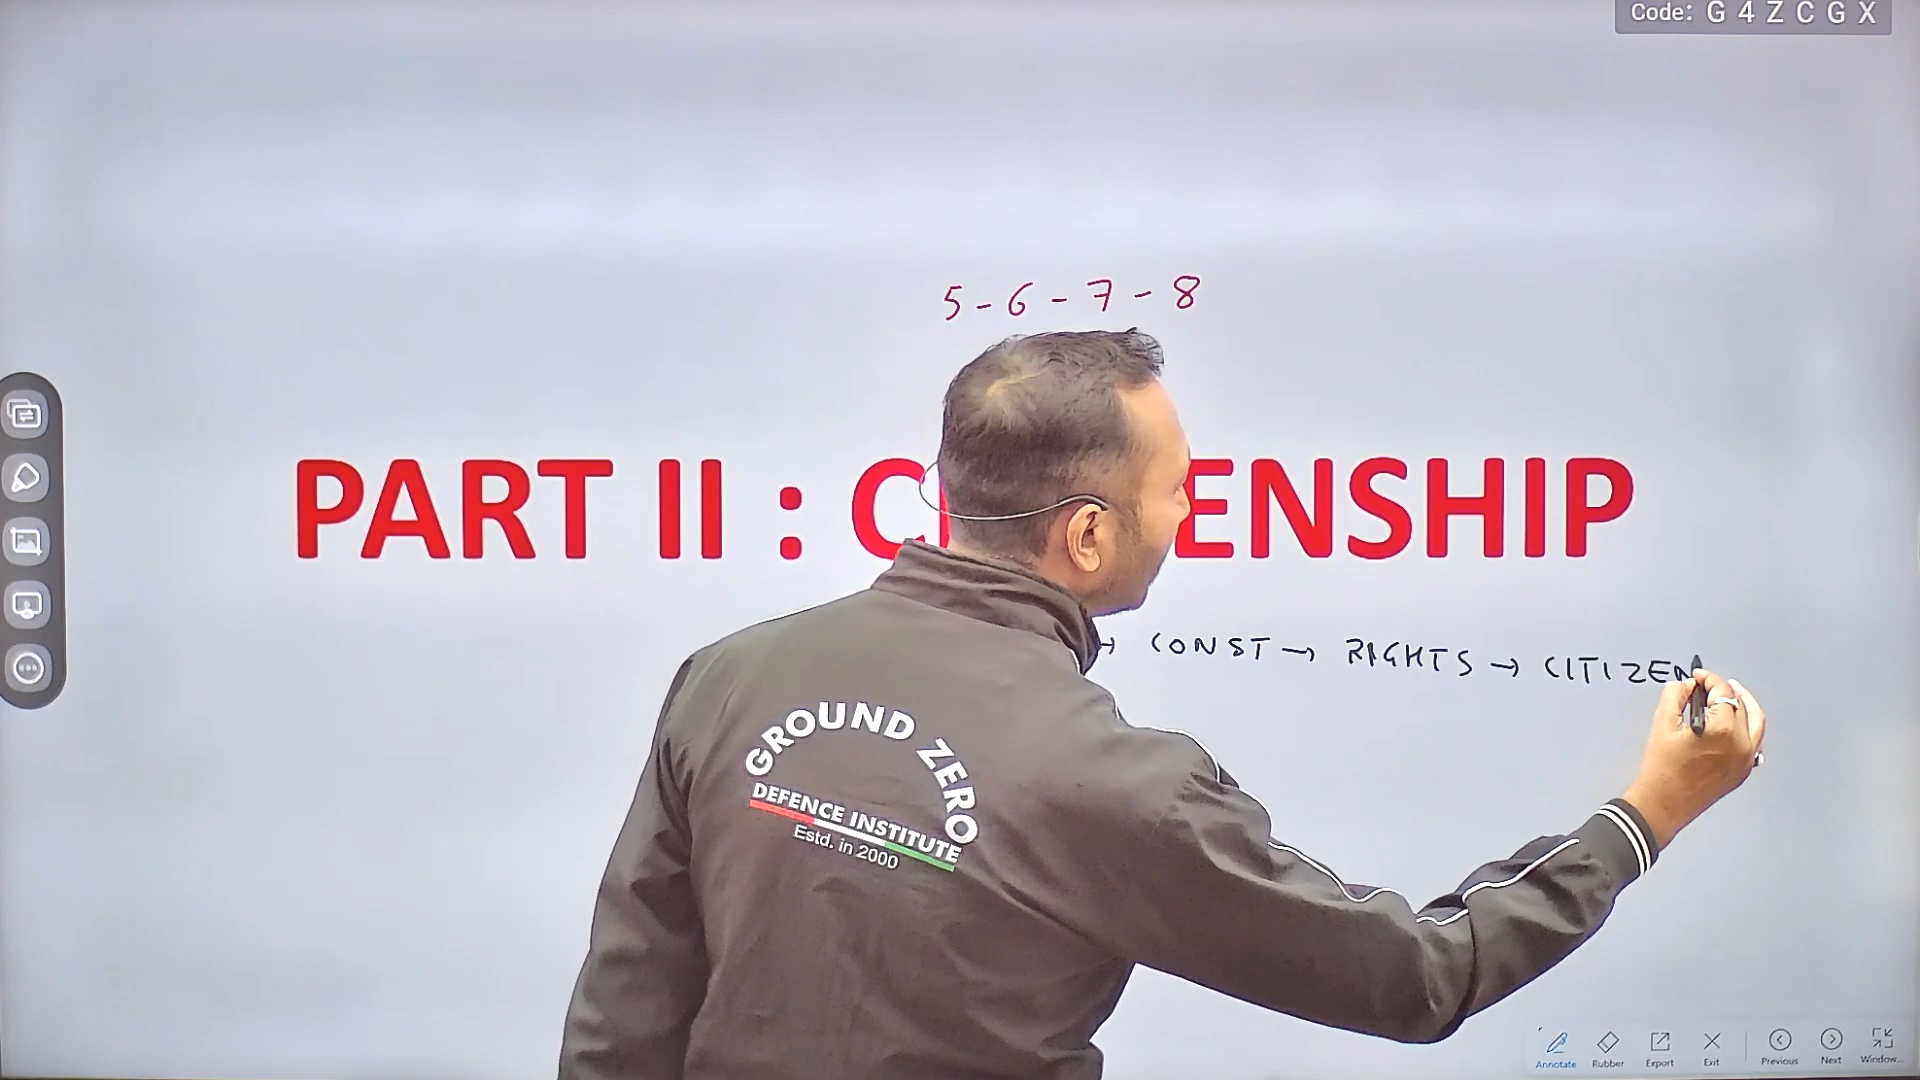 Code: G 4 Z C G X
5 - 6 - 7 - 8
PART II : C ENSHIP
→ CONST → RIGHTS → CITIZEN
GROUND ZERO
DEFENCE INSTITUTE
Estd. in 2000
Annotate Rubber Export Exit Previous Next Window...